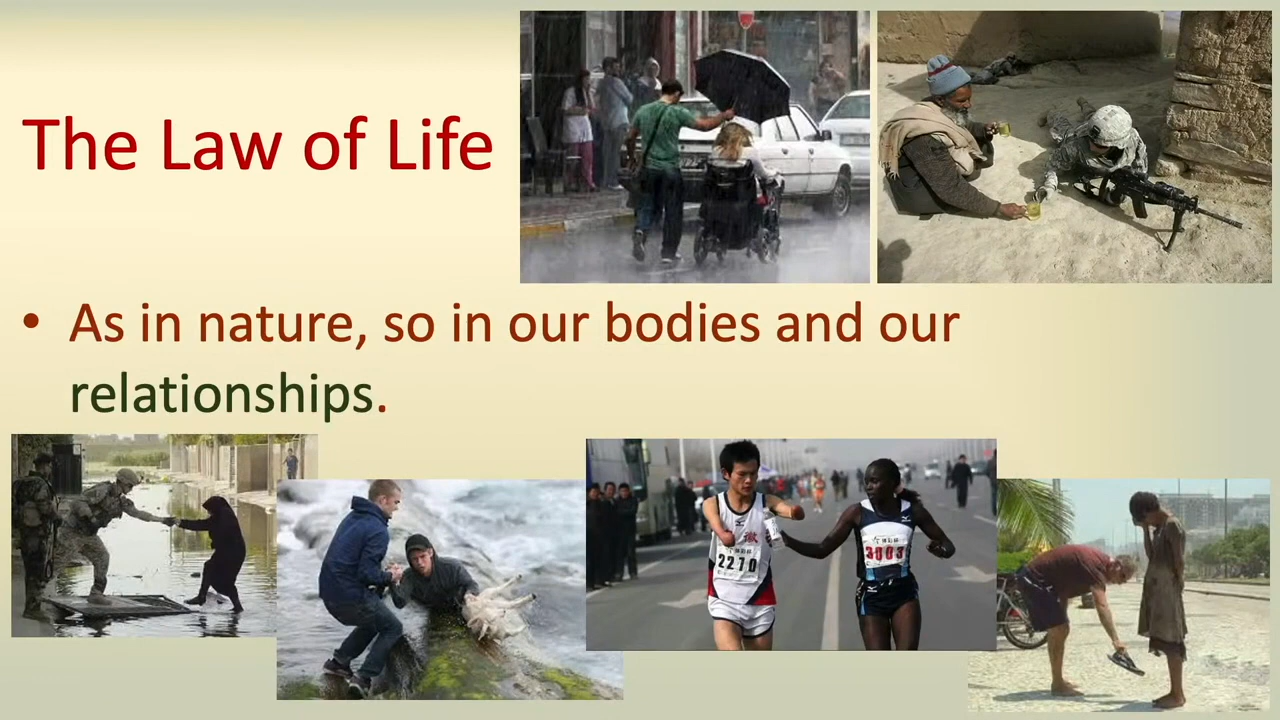 The Law of Life
• As in nature, so in our bodies and our
relationships.
2270
3003